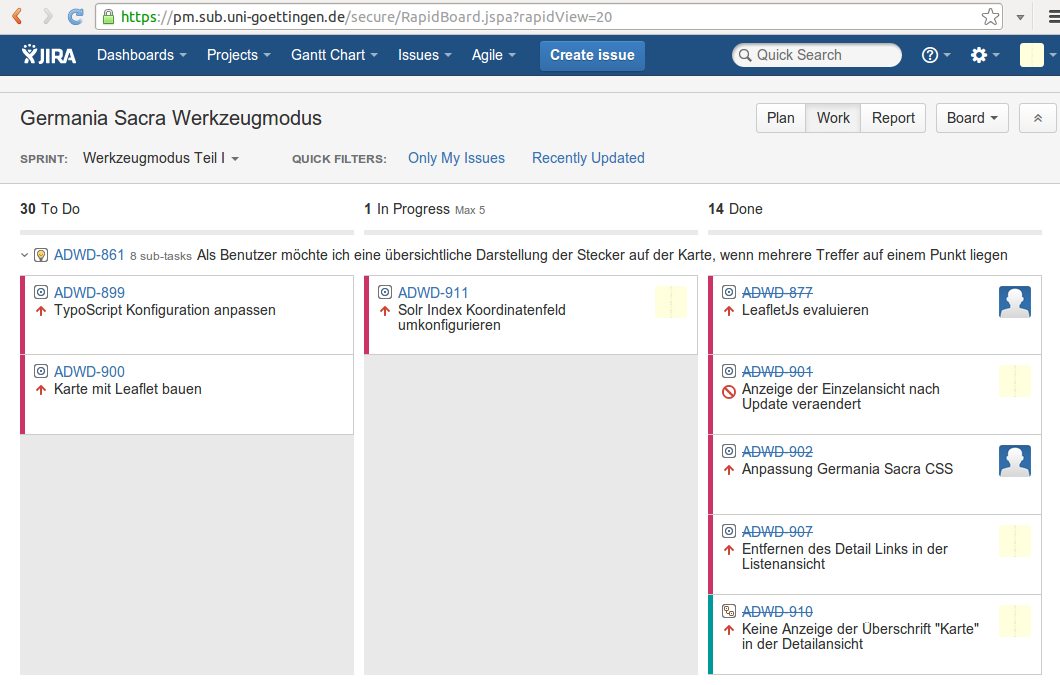 https://pm.sub.uni-goettingen.de/secure/RapidBoard.jspa?rapidView=20
JIRA Dashboards Projects Gantt Chart Issues Agile Create issue Quick Search
Germania Sacra Werkzeugmodus Plan Work Report Board
SPRINT: Werkzeugmodus Teil I QUICK FILTERS: Only My Issues Recently Updated
30 To Do 1 In Progress Max 5 14 Done
ADWD-861 8 sub-tasks Als Benutzer möchte ich eine übersichtliche Darstellung der Stecker auf der Karte, wenn mehrere Treffer auf einem Punkt liegen
ADWD-899
TypoScript Konfiguration anpassen
ADWD-900
Karte mit Leaflet bauen
ADWD-911
Solr Index Koordinatenfeld
umkonfigurieren
ADWD-877
LeafletJs evaluieren
ADWD-901
Anzeige der Einzelansicht nach
Update veraendert
ADWD-902
Anpassung Germania Sacra CSS
ADWD-907
Entfernen des Detail Links in der
Listenansicht
ADWD-910
Keine Anzeige der Überschrift "Karte"
in der Detailansicht